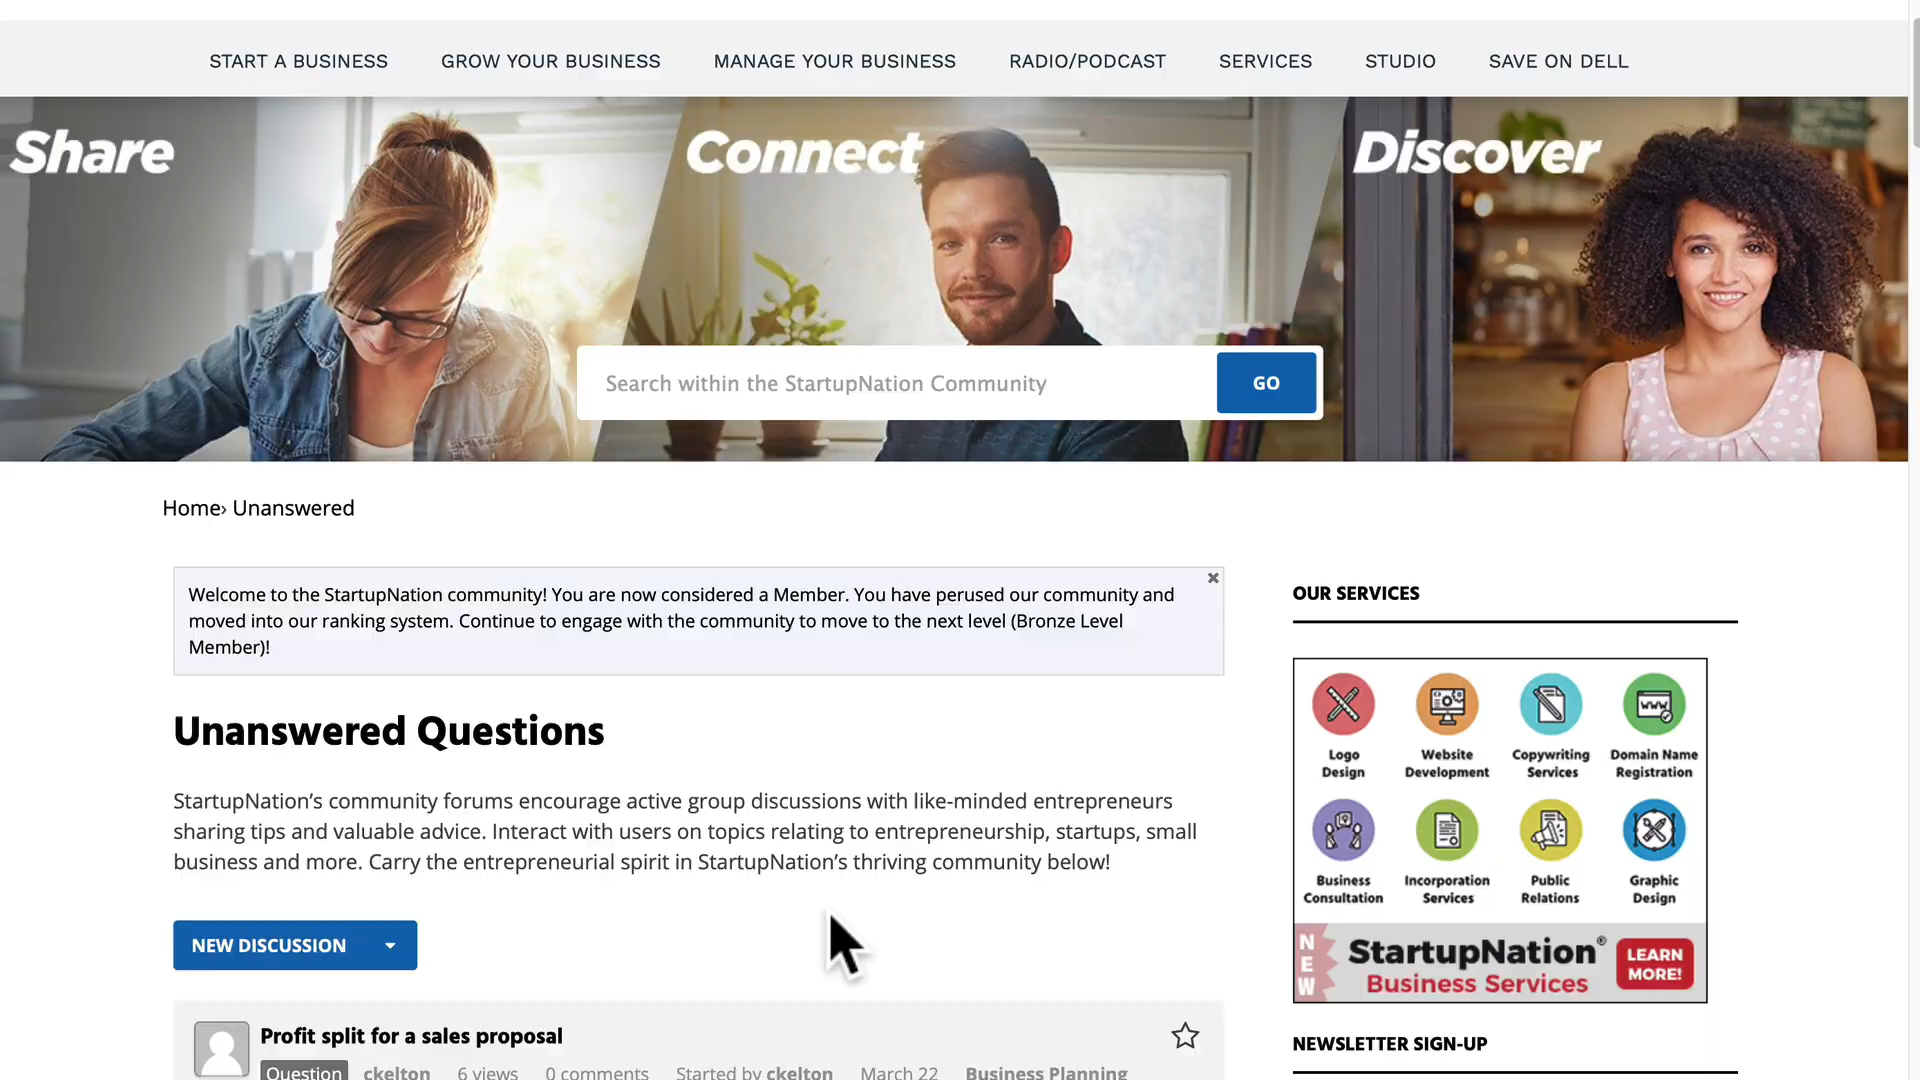 START A BUSINESS GROW YOUR BUSINESS MANAGE YOUR BUSINESS RADIO/PODCAST SERVICES STUDIO SAVE ON DELL
Share Connect Discover
Search within the StartupNation Community GO
Home› Unanswered
Welcome to the StartupNation community! You are now considered a Member. You have perused our community and
moved into our ranking system. Continue to engage with the community to move to the next level (Bronze Level
Member)!
Unanswered Questions
StartupNation’s community forums encourage active group discussions with like-minded entrepreneurs
sharing tips and valuable advice. Interact with users on topics relating to entrepreneurship, startups, small
business and more. Carry the entrepreneurial spirit in StartupNation’s thriving community below!
NEW DISCUSSION
Profit split for a sales proposal
Question ckelton 6 views 0 comments Started by ckelton March 22 Business Planning
OUR SERVICES
WWW
Logo Website Copywriting Domain Name
Design Development Services Registration
Business Incorporation Public Graphic
Consultation Services Relations Design
NEW StartupNation® LEARN
Business Services MORE!
NEWSLETTER SIGN-UP